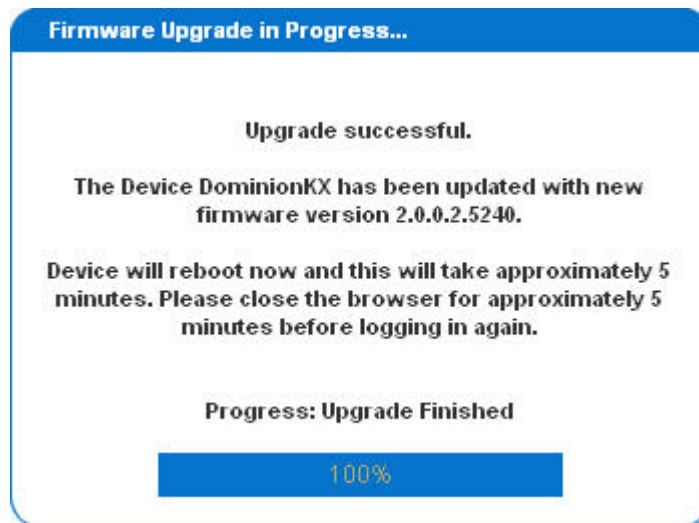 Firmware Upgrade in Progress...
Upgrade successful.
The Device DominionKX has been updated with new
firmware version 2.0.0.2.5240.
Device will reboot now and this will take approximately 5
minutes. Please close the browser for approximately 5
minutes before logging in again.
Progress: Upgrade Finished
100%